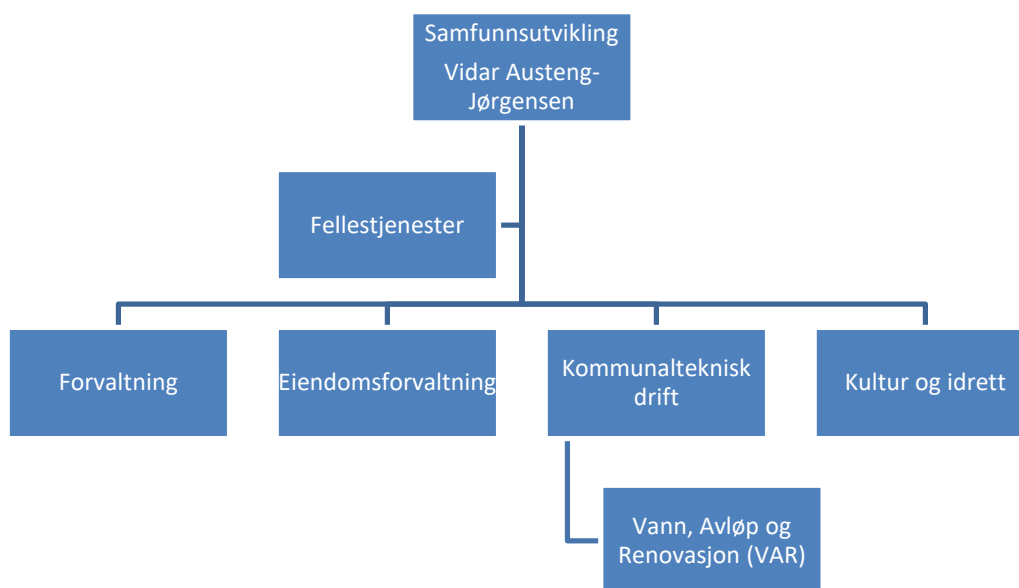 Samfunnsutvikling
Vidar Austeng-
Jørgensen
Fellestjenester
Forvaltning
Eiendomsforvaltning
Kommunalteknisk
drift
Kultur og idrett
Vann, Avløp og
Renovasjon (VAR)